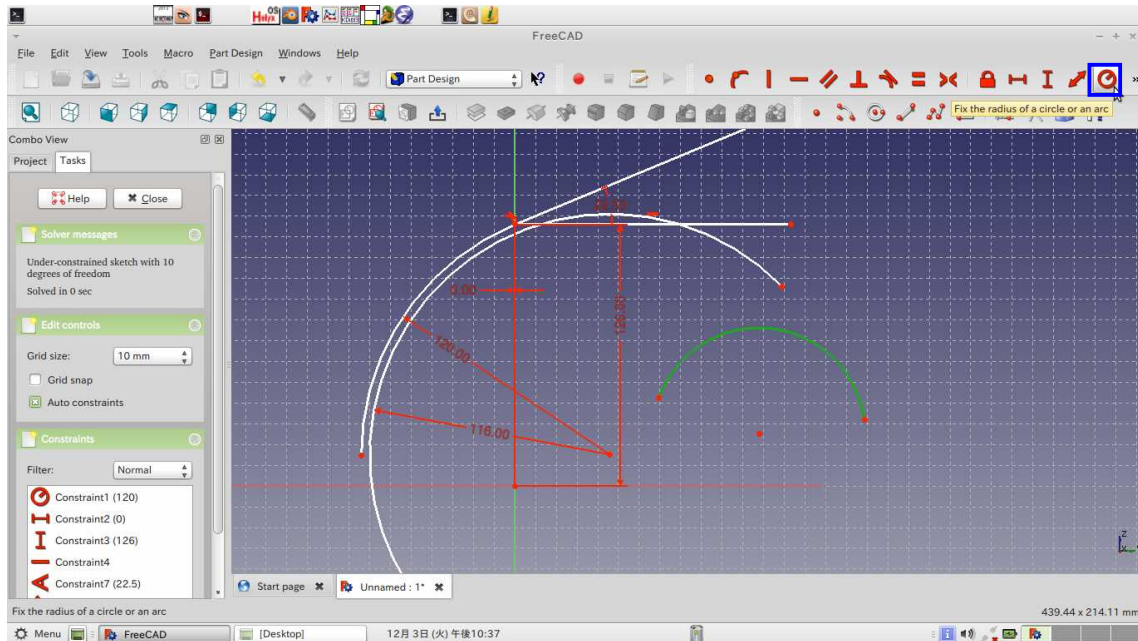 FreeCAD
File Edit View Tools Macro Part Design Windows Help
Part Design
Fix the radius of a circle or an arc
Combo View
Project Tasks
Help Close
Solver messages
Under-constrained sketch with 10
degrees of freedom
Solved in 0 sec
Edit controls
Grid size: 10 mm
Grid snap
Auto constraints
Constraints
Filter: Normal
Constraint1 (120)
Constraint2 (0)
Constraint3 (126)
Constraint4
Constraint7 (22.5)
0.00
126.00
120.00
116.00
Start page Unnamed : 1*
Fix the radius of a circle or an arc
439.44 x 214.11 mm
Menu FreeCAD [Desktop] 12月 3日 (火) 午後10:37